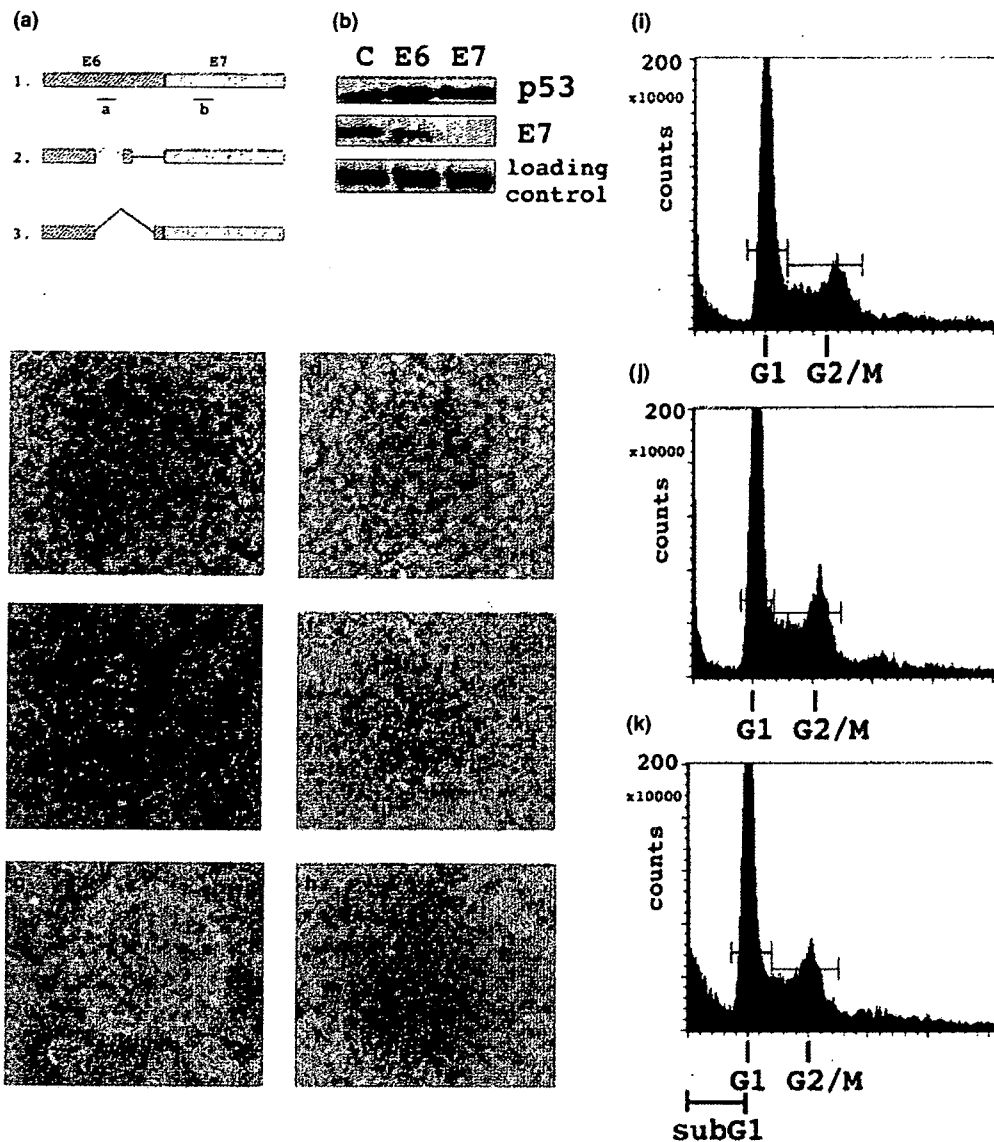 (a)
E6 E7
1.
a b
2.
3.
(b)
C E6 E7
p53
E7
loading
control
d
g
h
(i)
200
x10000
counts
G1 G2/M
(j)
200
x10000
counts
G1 G2/M
(k)
200
x10000
counts
G1 G2/M
subG1